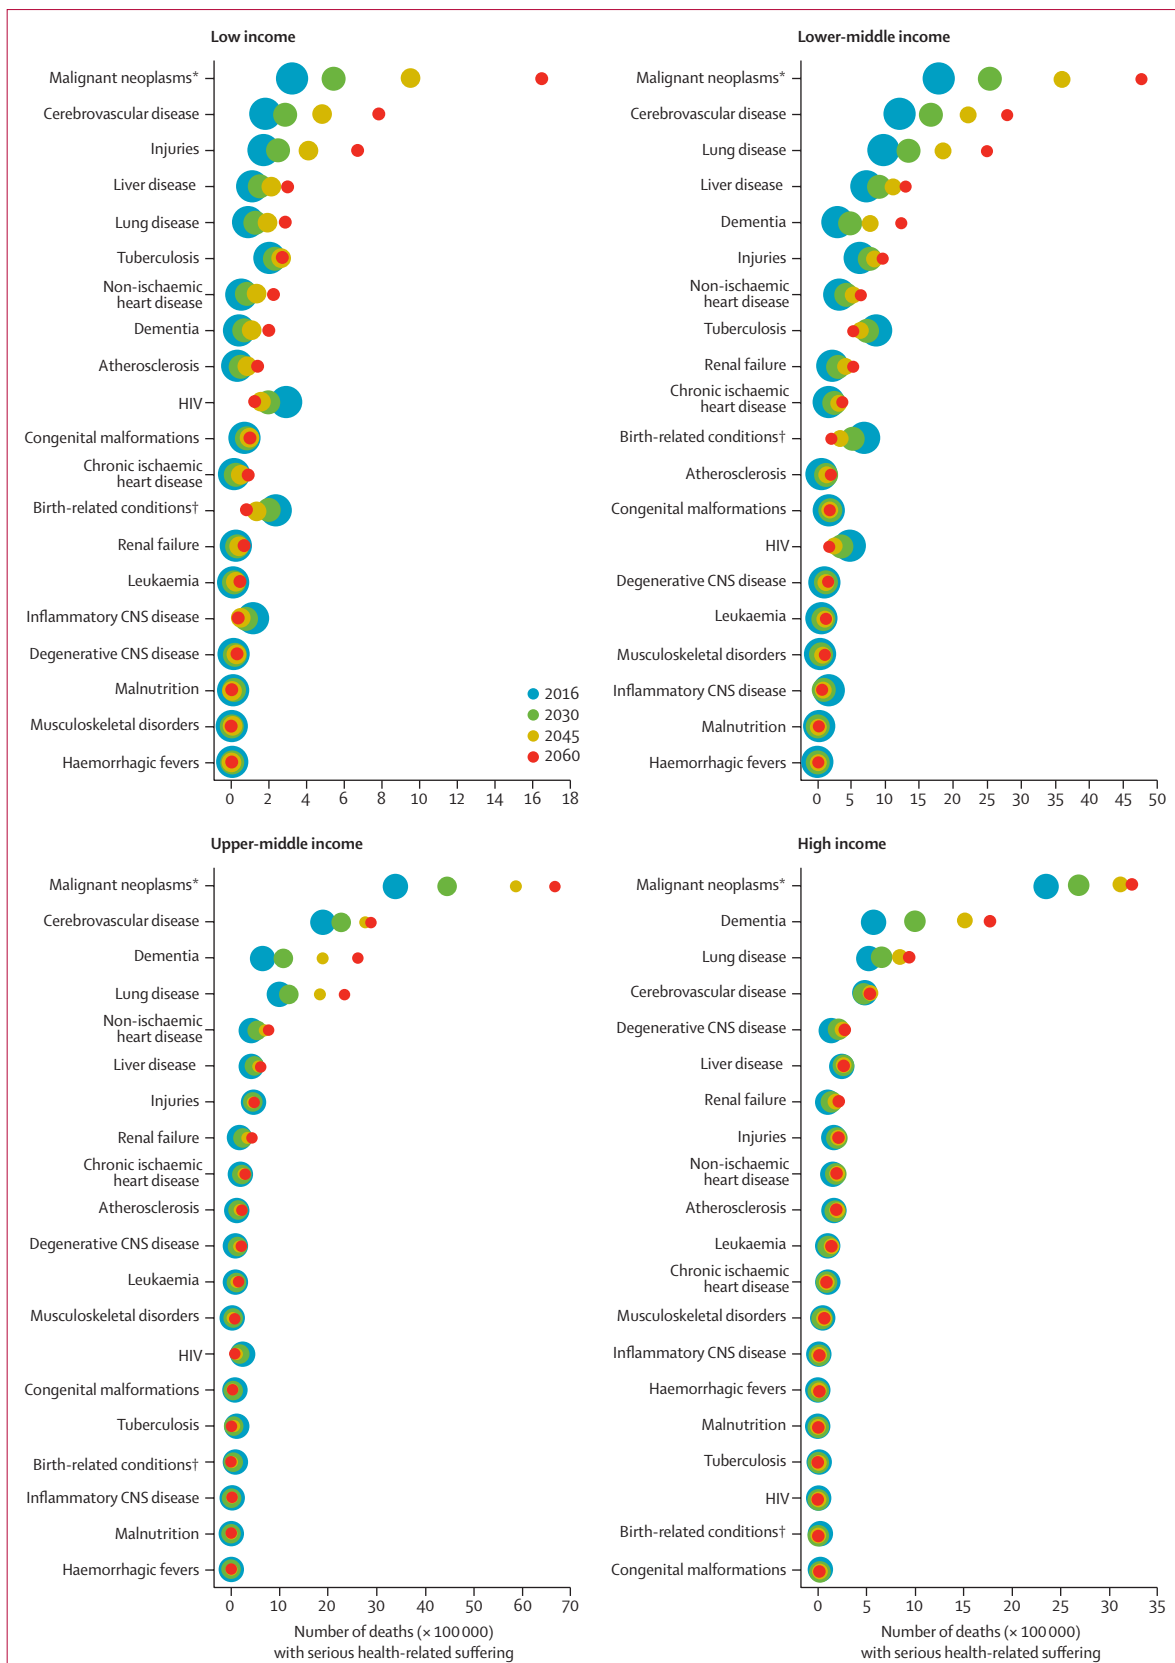 Low income
Malignant neoplasms*
Cerebrovascular disease
Injuries
Liver disease
Lung disease
Tuberculosis
Non-ischaemic
heart disease
Dementia
Atherosclerosis
HIV
Congenital malformations
Chronic ischaemic
heart disease
Birth-related conditions†
Renal failure
Leukaemia
Inflammatory CNS disease
Degenerative CNS disease
Malnutrition
Musculoskeletal disorders
Haemorrhagic fevers
2016
2030
2045
2060
0 2 4 6 8 10 12 14 16 18
Lower-middle income
Malignant neoplasms*
Cerebrovascular disease
Lung disease
Liver disease
Dementia
Injuries
Non-ischaemic
heart disease
Tuberculosis
Renal failure
Chronic ischaemic
heart disease
Birth-related conditions†
Atherosclerosis
Congenital malformations
HIV
Degenerative CNS disease
Leukaemia
Musculoskeletal disorders
Inflammatory CNS disease
Malnutrition
Haemorrhagic fevers
0 5 10 15 20 25 30 35 40 45 50
Upper-middle income
Malignant neoplasms*
Cerebrovascular disease
Dementia
Lung disease
Non-ischaemic
heart disease
Liver disease
Injuries
Renal failure
Chronic ischaemic
heart disease
Atherosclerosis
Degenerative CNS disease
Leukaemia
Musculoskeletal disorders
HIV
Congenital malformations
Tuberculosis
Birth-related conditions†
Inflammatory CNS disease
Malnutrition
Haemorrhagic fevers
0 10 20 30 40 50 60 70
Number of deaths (× 100 000)
with serious health-related suffering
High income
Malignant neoplasms*
Dementia
Lung disease
Cerebrovascular disease
Degenerative CNS disease
Liver disease
Renal failure
Injuries
Non-ischaemic
heart disease
Atherosclerosis
Leukaemia
Chronic ischaemic
heart disease
Musculoskeletal disorders
Inflammatory CNS disease
Haemorrhagic fevers
Malnutrition
Tuberculosis
HIV
Birth-related conditions†
Congenital malformations
0 5 10 15 20 25 30 35
Number of deaths (× 100 000)
with serious health-related suffering